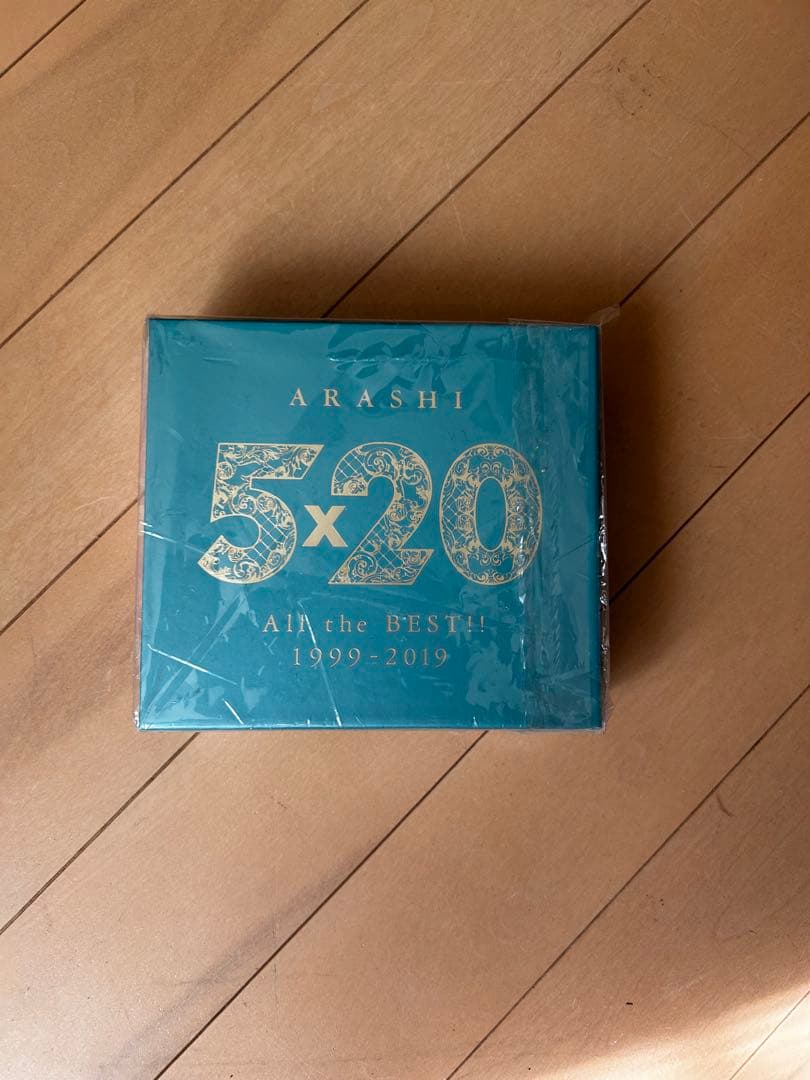 ARASHI
5x20
All the BEST!!
1999-2019